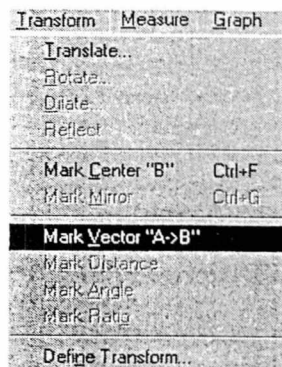 Transform Measure Graph
Translate...
Rotate...
Dilate...
Reflect
Mark Center "B" Ctrl+F
Mark Mirror Ctrl+G
Mark Vector "A->B"
Mark Distance
Mark Angle
Mark Ratio
Define Transform...